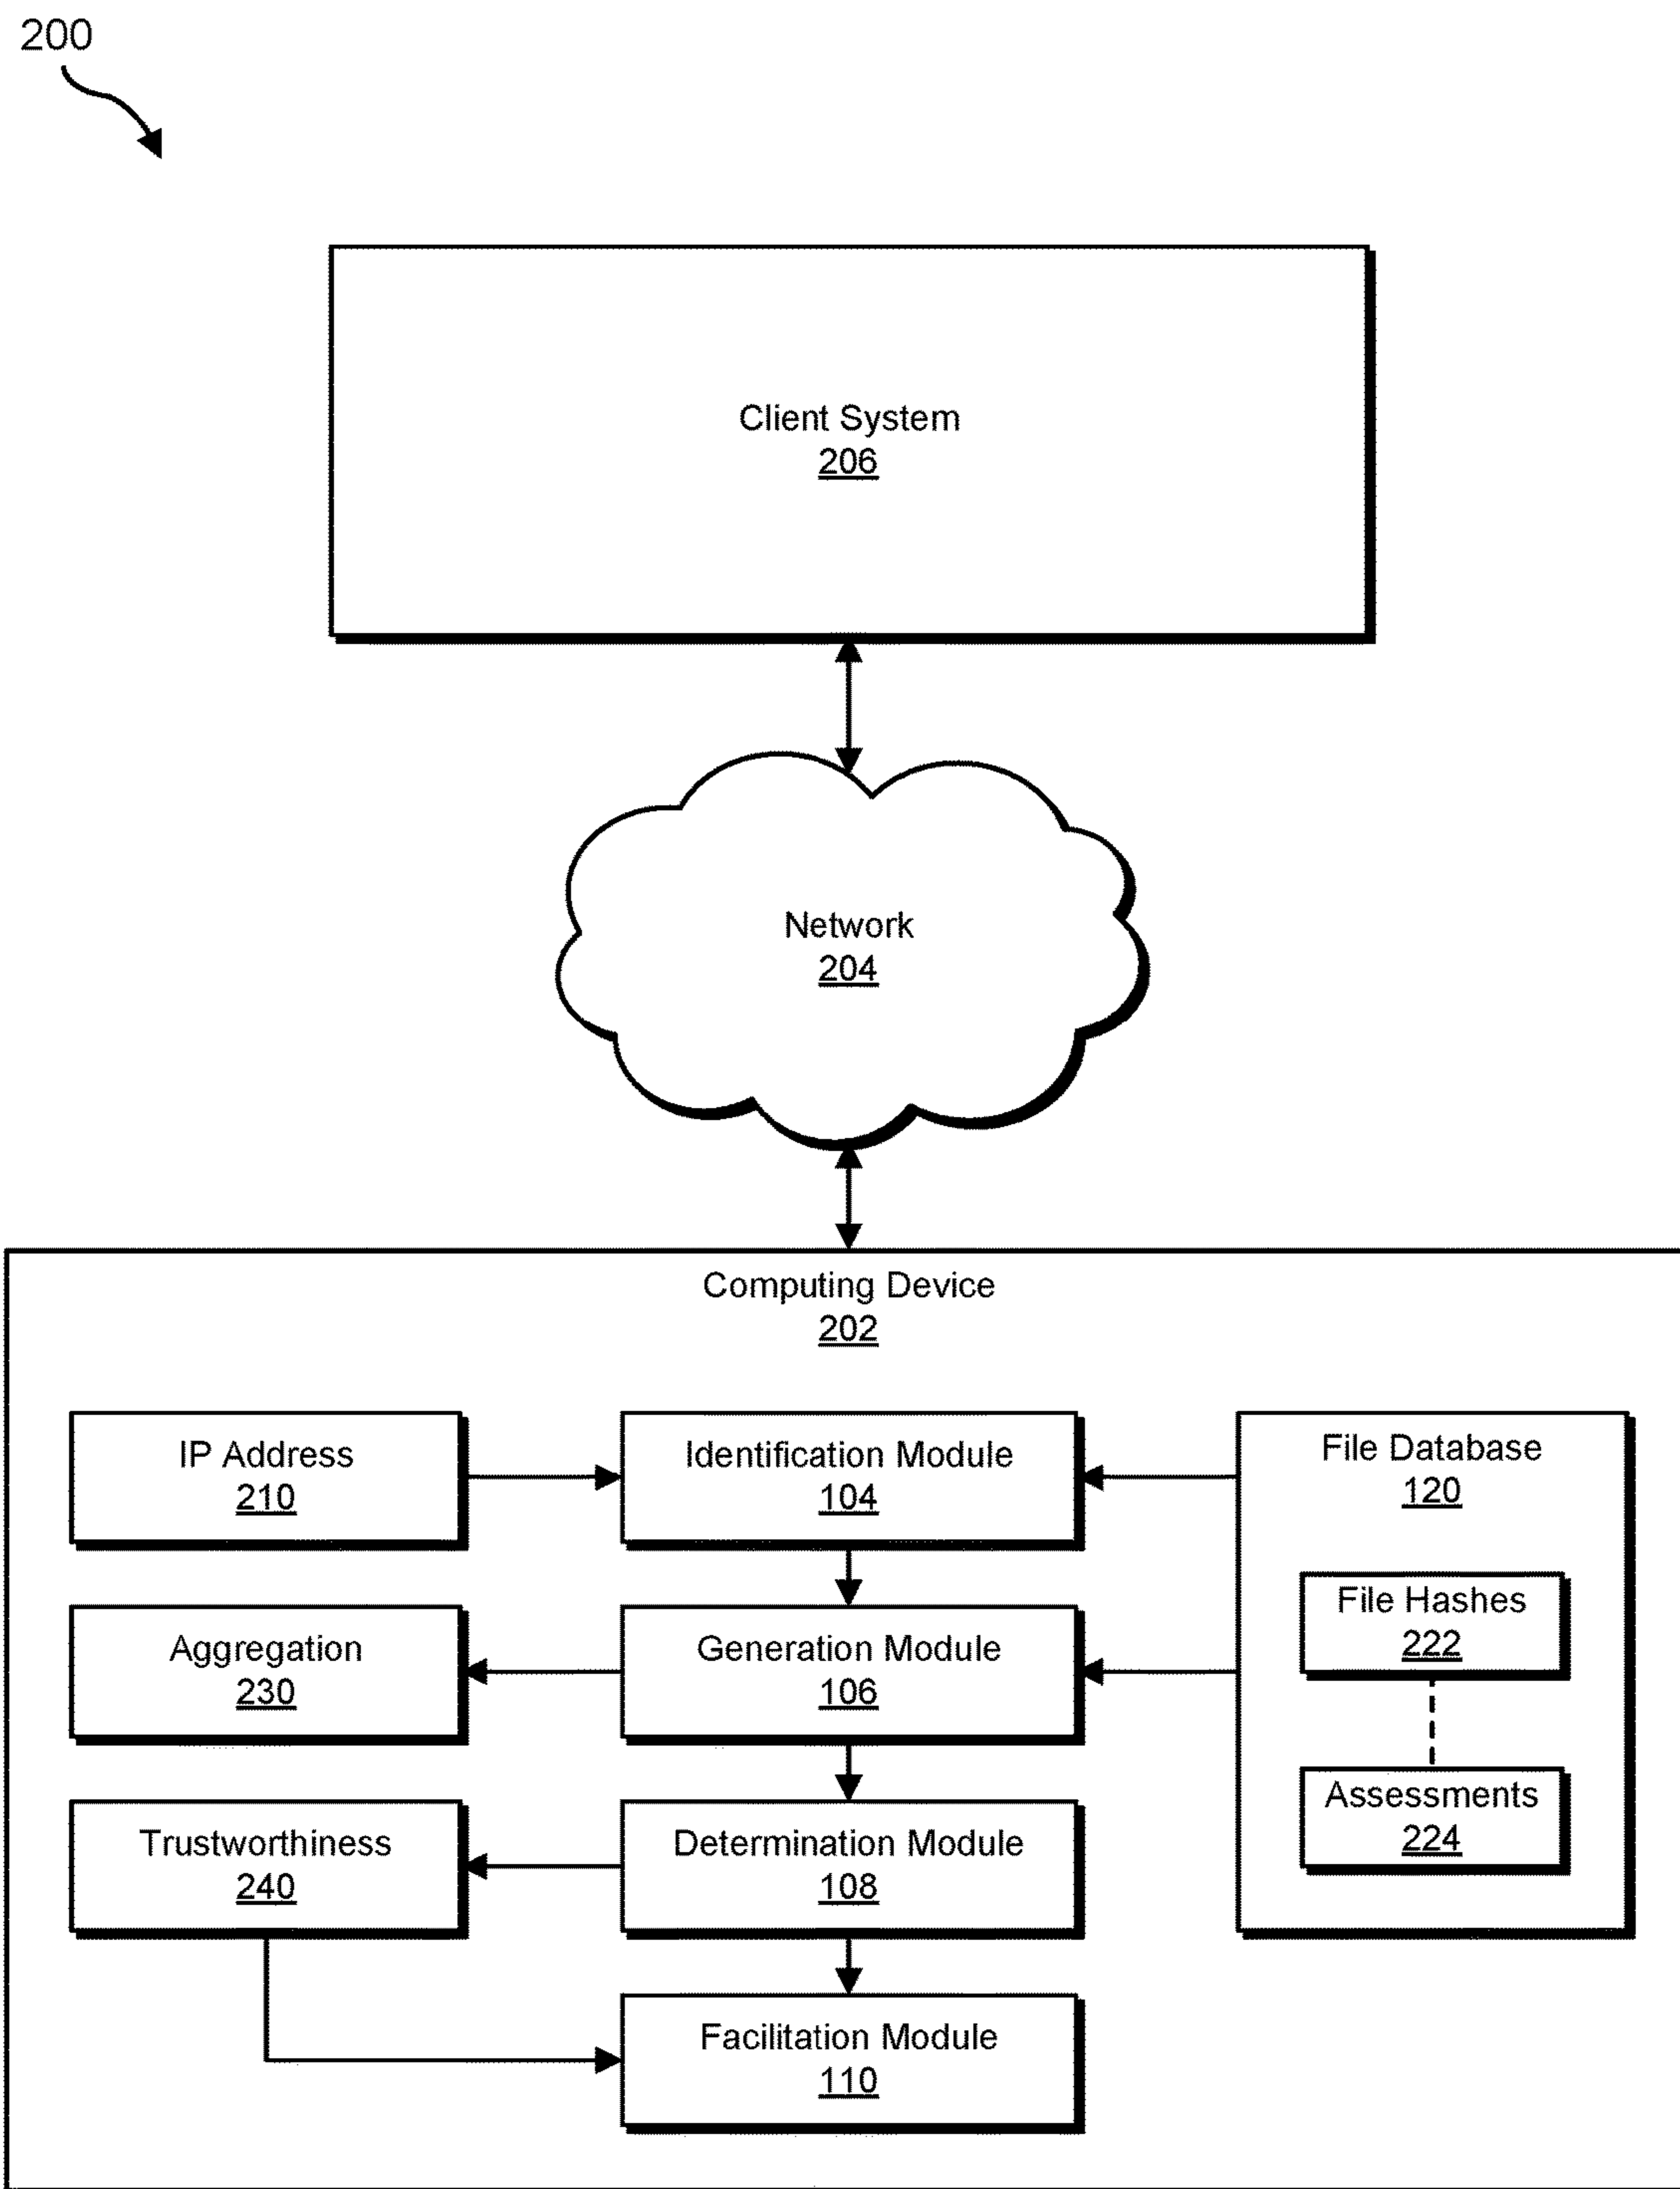 200
Client System
206
Network
204
Computing Device
202
IP Address
210
Identification Module
104
File Database
120
File Hashes
222
Aggregation
230
Generation Module
106
Assessments
224
Trustworthiness
240
Determination Module
108
Facilitation Module
110